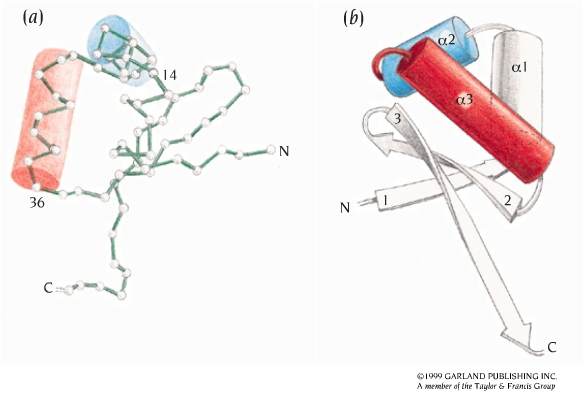 (a)
14
N
36
C
(b)
α2
α1
α3
3
N
1
2
C
©1999 GARLAND PUBLISHING INC.
A member of the Taylor & Francis Group